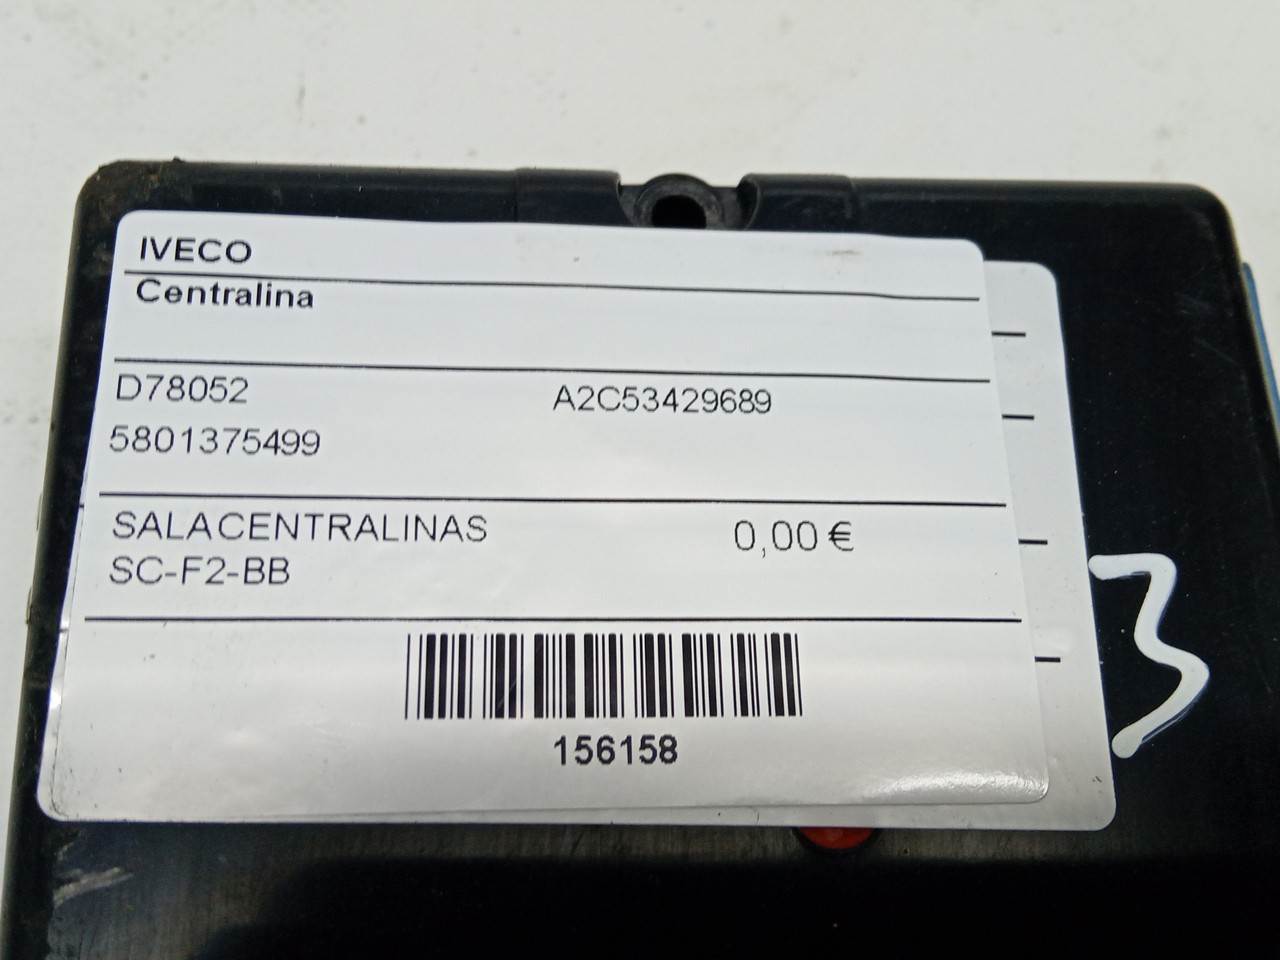 IVECO
Centralina
D78052 A2C53429689
5801375499
SALACENTRALINAS 0,00 €
SC-F2-BB
156158
3